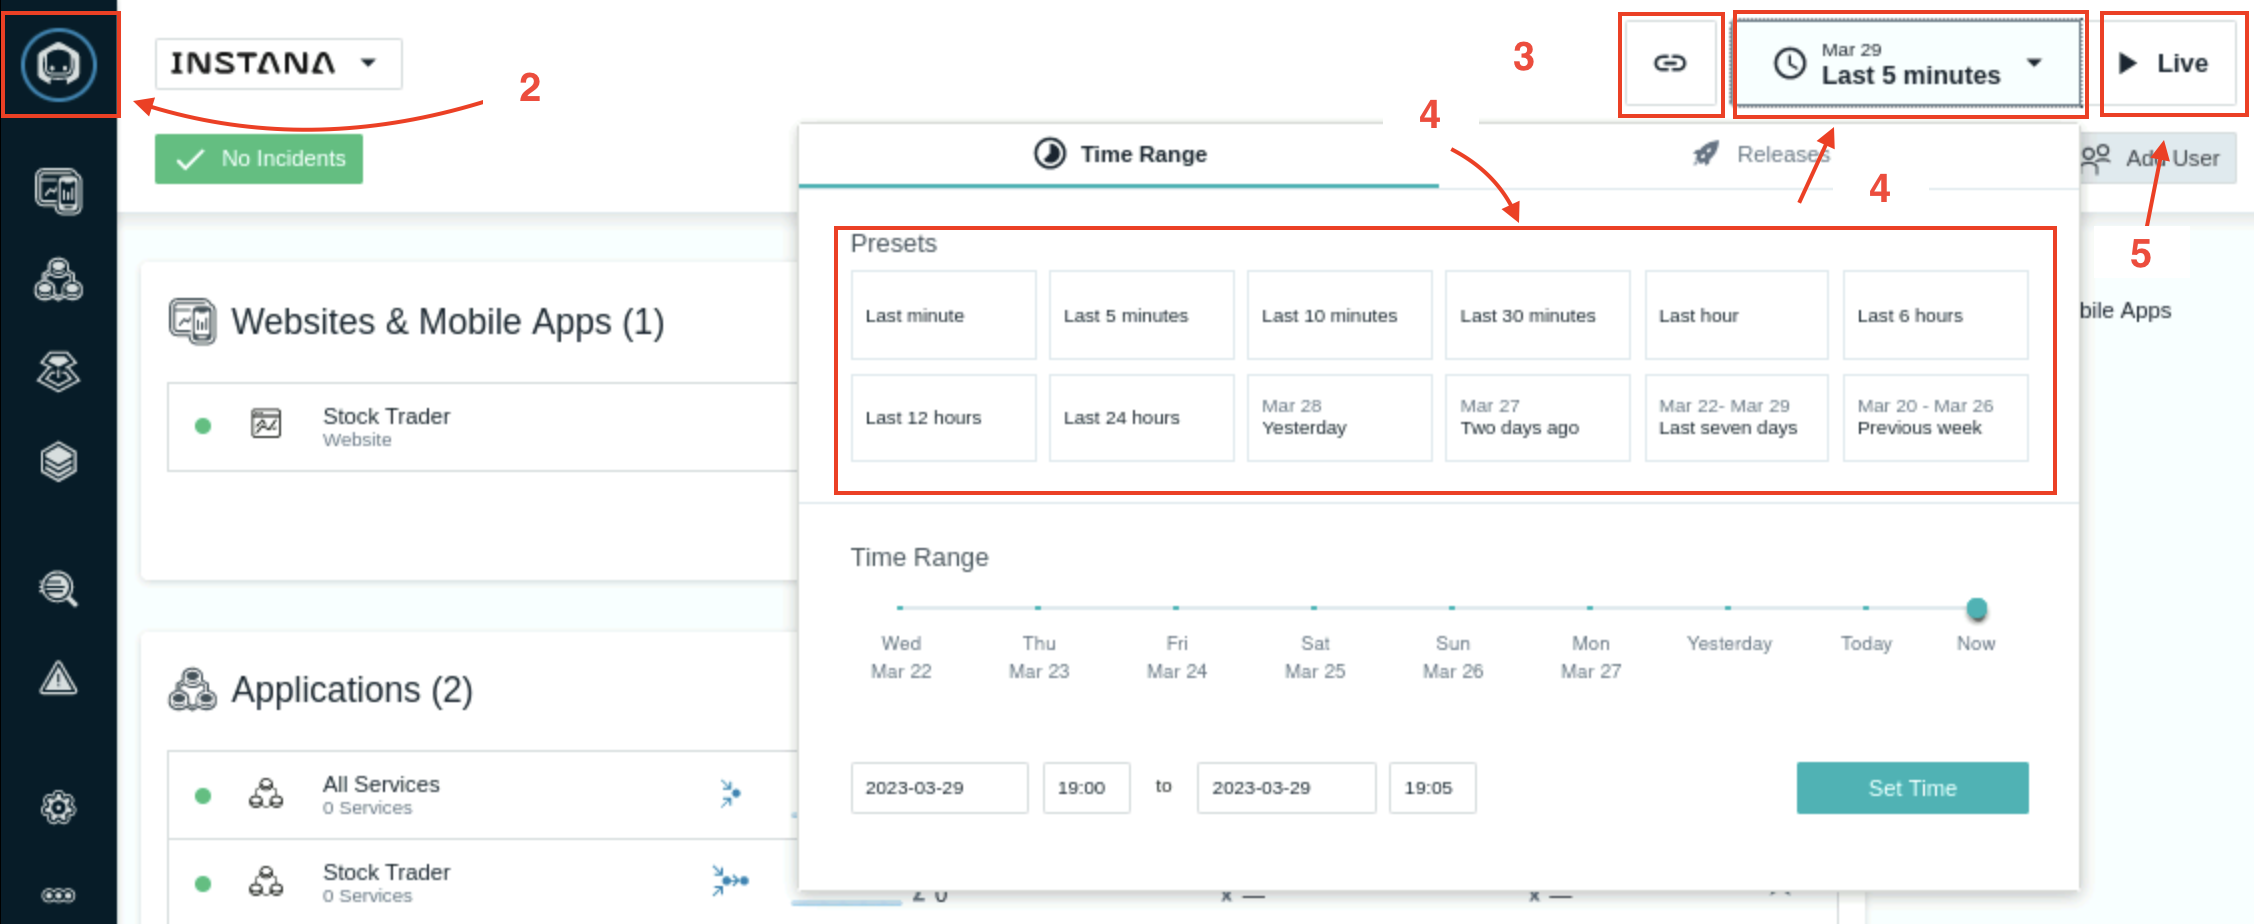 INSTANA
2
3
Mar 29
Last 5 minutes
Live
No Incidents
4
Time Range
Releases
4
Add User
5
Presets
Last minute
Last 5 minutes
Last 10 minutes
Last 30 minutes
Last hour
Last 6 hours
Last 12 hours
Last 24 hours
Mar 28
Yesterday
Mar 27
Two days ago
Mar 22- Mar 29
Last seven days
Mar 20 - Mar 26
Previous week
bile Apps
Websites & Mobile Apps (1)
Stock Trader
Website
Time Range
Wed
Mar 22
Thu
Mar 23
Fri
Mar 24
Sat
Mar 25
Sun
Mar 26
Mon
Mar 27
Yesterday
Today
Now
2023-03-29
19:00
to
2023-03-29
19:05
Set Time
Applications (2)
All Services
0 Services
Stock Trader
0 Services